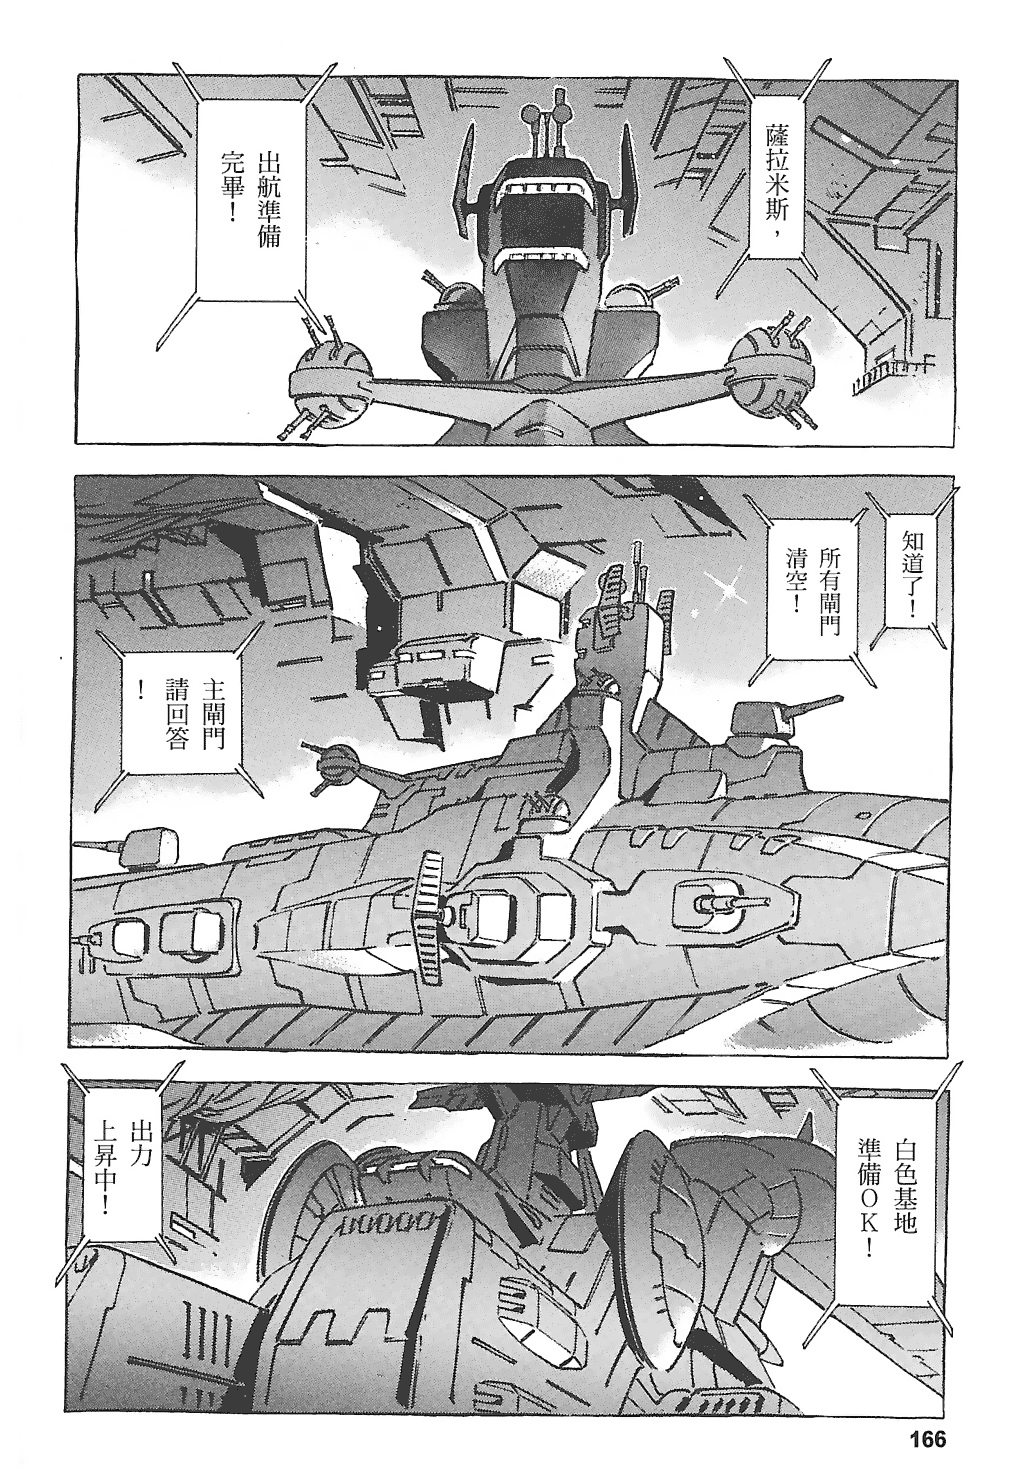 薩拉米斯，
出航準備
完畢！
知道了！
所有閘門
清空！
主閘門
請回答
！
白色基地
準備ＯＫ！
出力
上昇中！
166